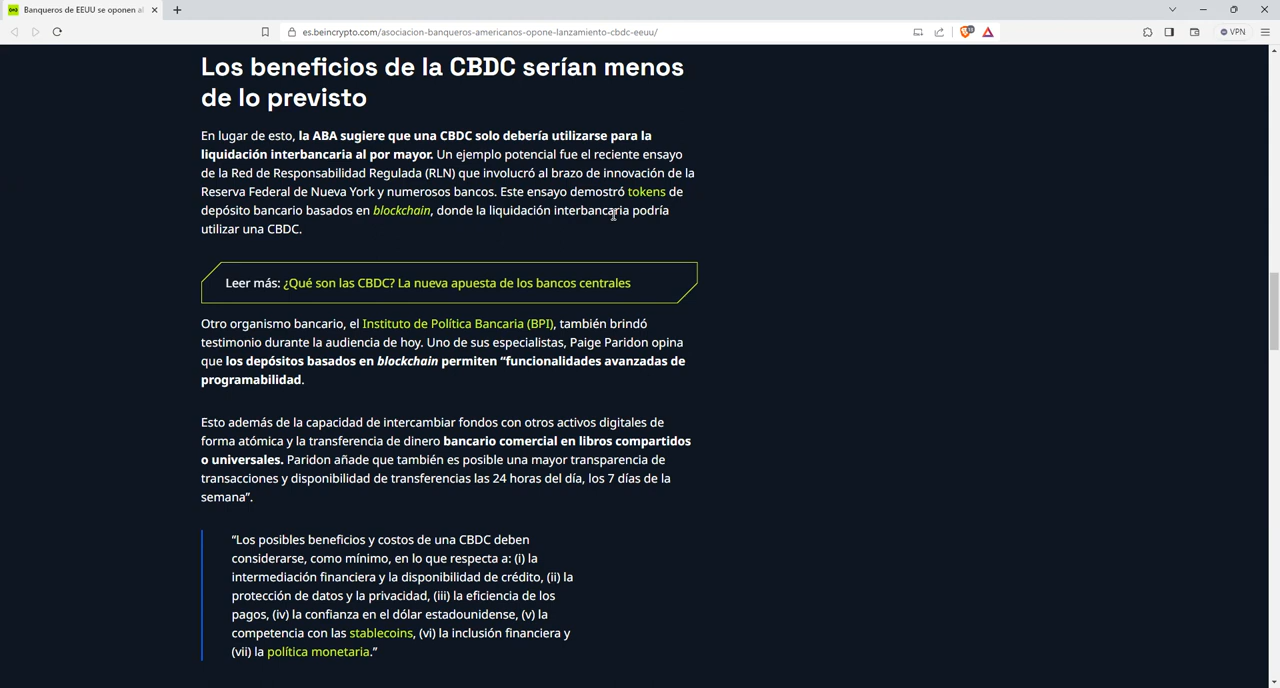 Banqueros de EEUU se oponen al
es.beincrypto.com/asociacion-banqueros-americanos-opone-lanzamiento-cbdc-eeuu/
VPN
Los beneficios de la CBDC serían menos
de lo previsto
En lugar de esto, la ABA sugiere que una CBDC solo debería utilizarse para la
liquidación interbancaria al por mayor. Un ejemplo potencial fue el reciente ensayo
de la Red de Responsabilidad Regulada (RLN) que involucró al brazo de innovación de la
Reserva Federal de Nueva York y numerosos bancos. Este ensayo demostró tokens de
depósito bancario basados en blockchain, donde la liquidación interbancaria podría
utilizar una CBDC.
Leer más: ¿Qué son las CBDC? La nueva apuesta de los bancos centrales
Otro organismo bancario, el Instituto de Política Bancaria (BPI), también brindó
testimonio durante la audiencia de hoy. Uno de sus especialistas, Paige Paridon opina
que los depósitos basados en blockchain permiten “funcionalidades avanzadas de
programabilidad.
Esto además de la capacidad de intercambiar fondos con otros activos digitales de
forma atómica y la transferencia de dinero bancario comercial en libros compartidos
o universales. Paridon añade que también es posible una mayor transparencia de
transacciones y disponibilidad de transferencias las 24 horas del día, los 7 días de la
semana”.
“Los posibles beneficios y costos de una CBDC deben
considerarse, como mínimo, en lo que respecta a: (i) la
intermediación financiera y la disponibilidad de crédito, (ii) la
protección de datos y la privacidad, (iii) la eficiencia de los
pagos, (iv) la confianza en el dólar estadounidense, (v) la
competencia con las stablecoins, (vi) la inclusión financiera y
(vii) la política monetaria.”